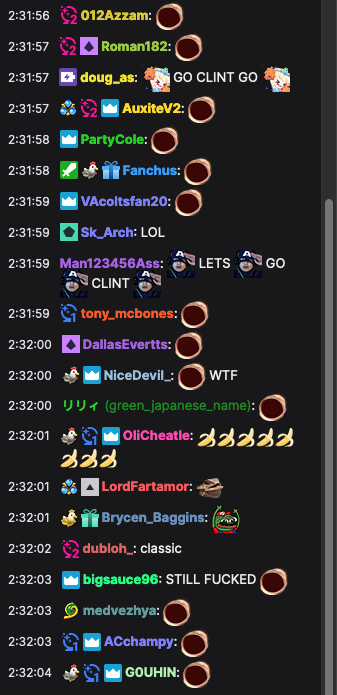 2:31:56 012Azzam:
2:31:57 Roman182:
2:31:57 doug_as: GO CLINT GO
2:31:57 AuxiteV2:
2:31:58 PartyCole:
2:31:58 Fanchus:
2:31:59 VAcoltsfan20:
2:31:59 Sk_Arch: LOL
2:31:59 Man123456Ass: LETS GO
CLINT
2:31:59 tony_mcbones:
2:32:00 DallasEvertts:
2:32:00 NiceDevil_: WTF
2:32:00 リリィ (green_japanese_name):
2:32:01 OliCheatle:
2:32:01 LordFartamor:
2:32:01 Brycen_Baggins:
2:32:02 dubloh_: classic
2:32:03 bigsauce96: STILL FUCKED
2:32:03 medvezhya:
2:32:03 ACchampy:
2:32:04 G0UHIN: